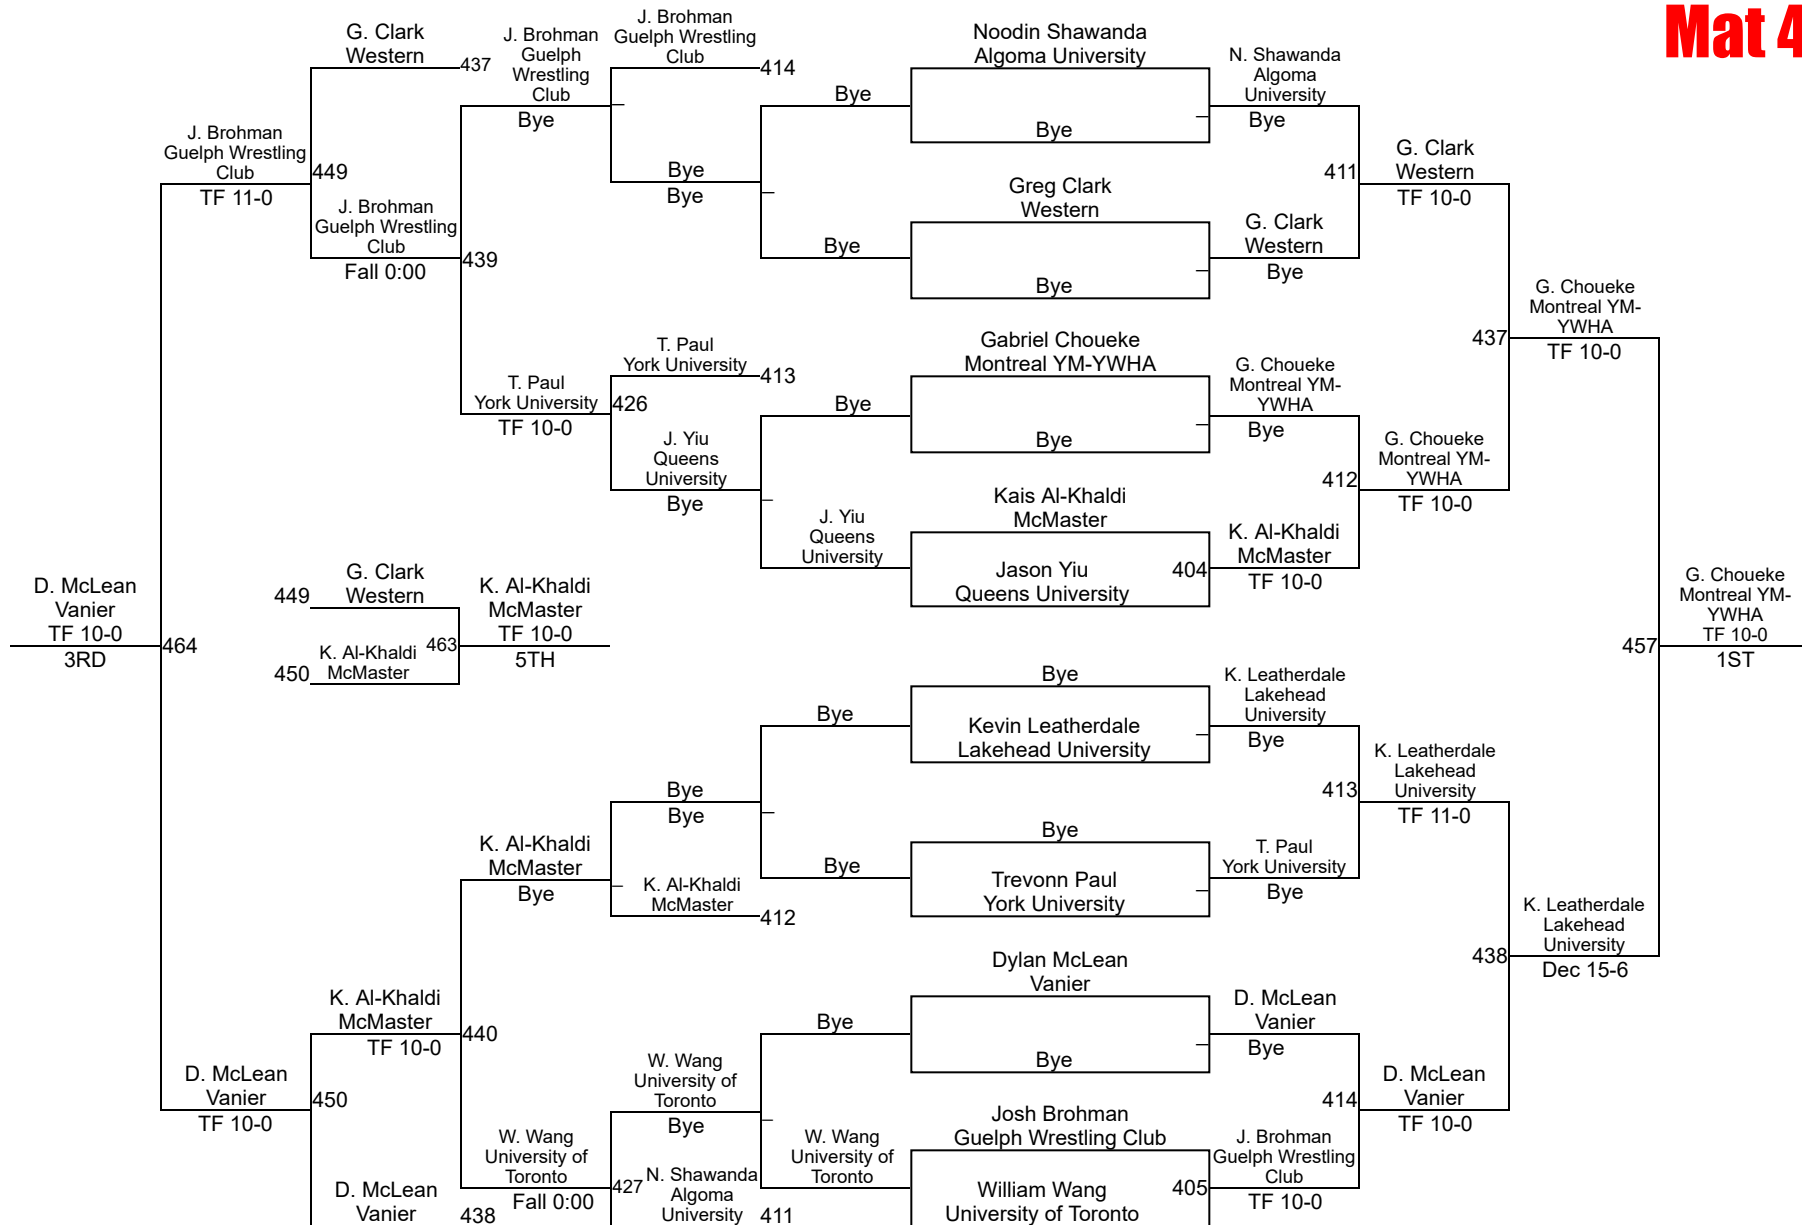 Mat 4
G. Clark
Western
437
J. Brohman
Guelph
Wrestling
Club
Bye
J. Brohman
Guelph Wrestling
Club
414
Bye
Noodin Shawanda
Algoma University
Bye
N. Shawanda
Algoma
University
Bye
J. Brohman
Guelph Wrestling
Club
TF 11-0
449
J. Brohman
Guelph Wrestling
Club
Fall 0:00
439
Bye
Bye
Greg Clark
Western
Bye
Bye
G. Clark
Western
Bye
411
G. Clark
Western
TF 10-0
T. Paul
York University
413
T. Paul
York University
TF 10-0
426
J. Yiu
Queens
University
Bye
Bye
Gabriel Choueke
Montreal YM-YWHA
Bye
G. Choueke
Montreal YM-
YWHA
Bye
437
G. Choueke
Montreal YM-
YWHA
TF 10-0
412
G. Choueke
Montreal YM-
YWHA
TF 10-0
J. Yiu
Queens
University
Kais Al-Khaldi
McMaster
Jason Yiu
Queens University
404
K. Al-Khaldi
McMaster
TF 10-0
D. McLean
Vanier
TF 10-0
3RD
464
449
G. Clark
Western
450
K. Al-Khaldi
McMaster
463
K. Al-Khaldi
McMaster
TF 10-0
5TH
457
G. Choueke
Montreal YM-
YWHA
TF 10-0
1ST
Bye
Bye
Kevin Leatherdale
Lakehead University
K. Leatherdale
Lakehead
University
Bye
Bye
Bye
413
K. Leatherdale
Lakehead
University
TF 11-0
K. Al-Khaldi
McMaster
Bye
K. Al-Khaldi
McMaster
412
Bye
Bye
Trevonn Paul
York University
T. Paul
York University
Bye
438
K. Leatherdale
Lakehead
University
Dec 15-6
K. Al-Khaldi
McMaster
TF 10-0
440
Bye
Dylan McLean
Vanier
Bye
D. McLean
Vanier
Bye
D. McLean
Vanier
TF 10-0
450
W. Wang
University of
Toronto
Bye
414
D. McLean
Vanier
TF 10-0
W. Wang
University of
Toronto
Fall 0:00
427
N. Shawanda
Algoma
University
411
W. Wang
University of
Toronto
Josh Brohman
Guelph Wrestling Club
William Wang
University of Toronto
405
J. Brohman
Guelph Wrestling
Club
TF 10-0
D. McLean
Vanier
438